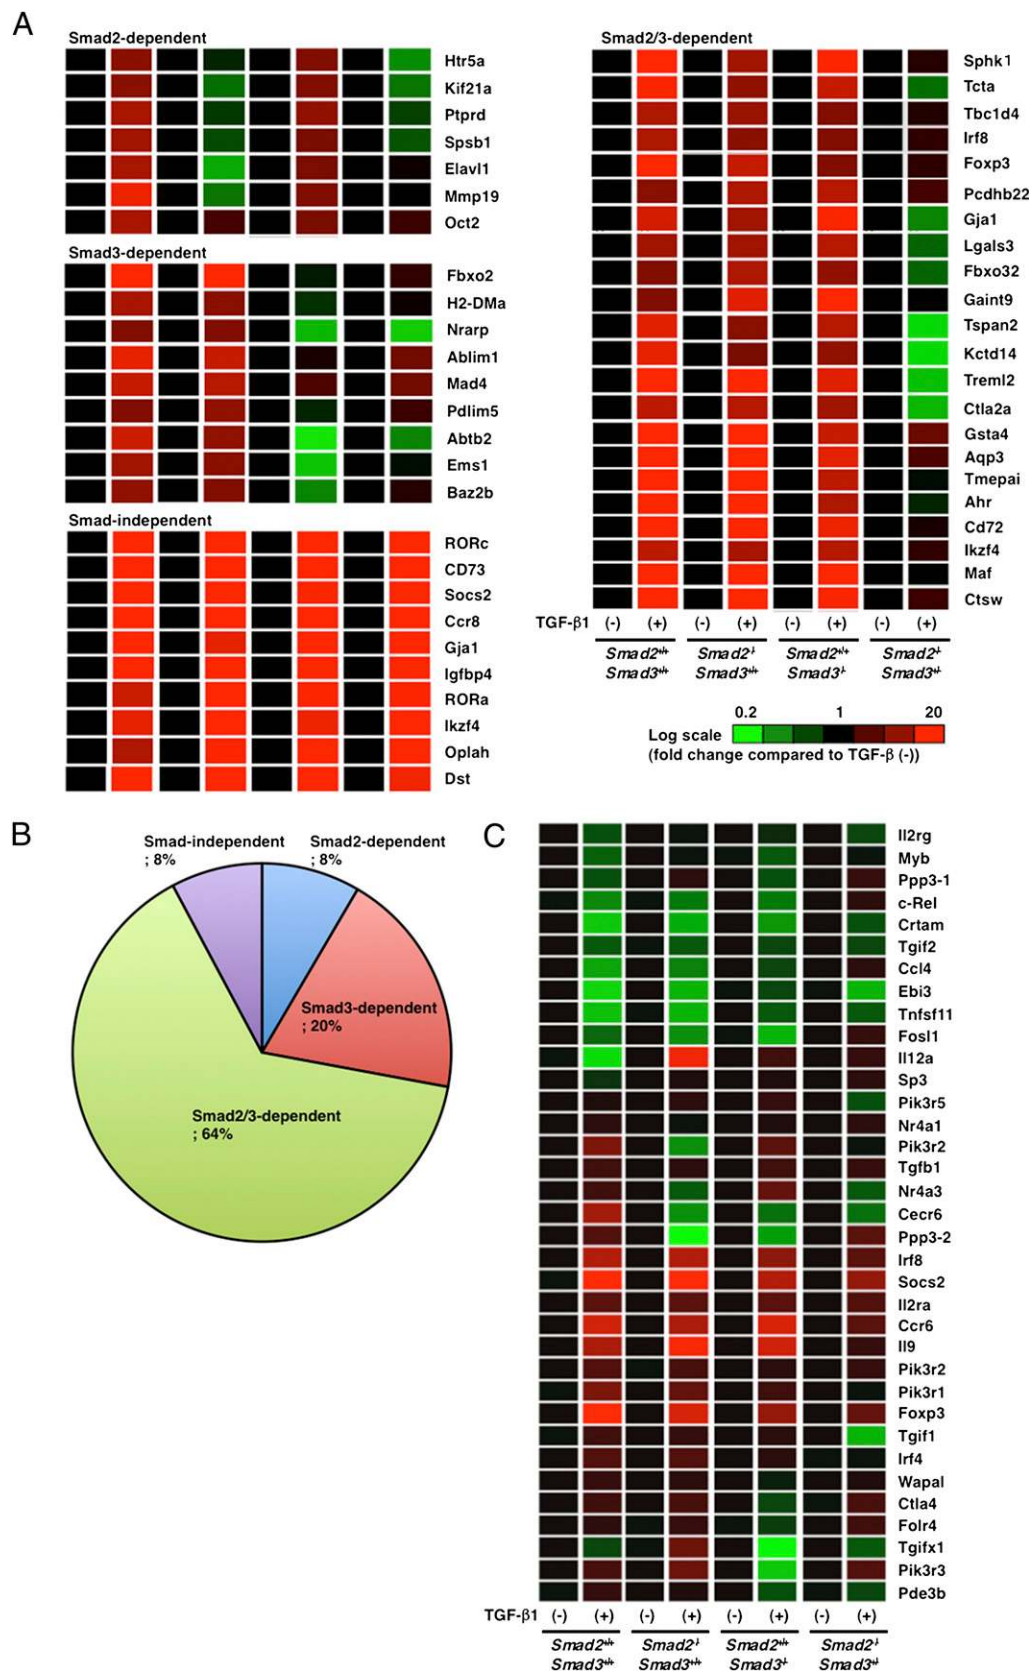 A
Smad2-dependent
Htr5a
Kif21a
Ptprd
Spsb1
Elavl1
Mmp19
Oct2
Smad3-dependent
Fbxo2
H2-DMa
Nrarp
Ablim1
Mad4
Pdlim5
Abtb2
Ems1
Baz2b
Smad-independent
RORc
CD73
Socs2
Ccr8
Gja1
Igfbp4
RORa
Ikzf4
Oplah
Dst
Smad2/3-dependent
Sphk1
Tcta
Tbc1d4
Irf8
Foxp3
Pcdhb22
Gja1
Lgals3
Fbxo32
Gaint9
Tspan2
Kctd14
Treml2
Ctla2a
Gsta4
Aqp3
Tmepai
Ahr
Cd72
Ikzf4
Maf
Ctsw
TGF-β1 (-) (+) (-) (+) (-) (+) (-) (+)
Smad2+/+ Smad2-/- Smad2+/+ Smad2-/-
Smad3+/+ Smad3+/+ Smad3-/- Smad3+/-
0.2 1 20
Log scale
(fold change compared to TGF-β (-))
B
Smad-independent
; 8%
Smad2-dependent
; 8%
Smad3-dependent
; 20%
Smad2/3-dependent
; 64%
C
Il2rg
Myb
Ppp3-1
c-Rel
Crtam
Tgif2
Ccl4
Ebi3
Tnfsf11
Fosl1
Il12a
Sp3
Pik3r5
Nr4a1
Pik3r2
Tgfb1
Nr4a3
Cecr6
Ppp3-2
Irf8
Socs2
Il2ra
Ccr6
Il9
Pik3r2
Pik3r1
Foxp3
Tgif1
Irf4
Wapal
Ctla4
Folr4
Tgifx1
Pik3r3
Pde3b
TGF-β1 (-) (+) (-) (+) (-) (+) (-) (+)
Smad2+/+ Smad2-/- Smad2+/+ Smad2-/-
Smad3+/+ Smad3+/+ Smad3-/- Smad3+/-